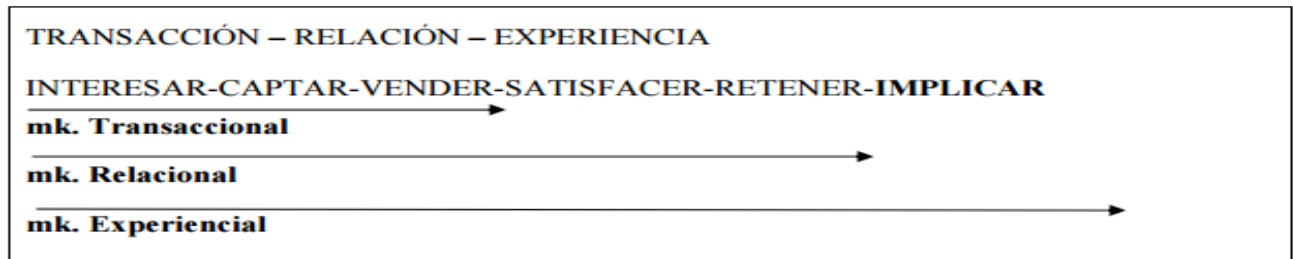 TRANSACCIÓN – RELACIÓN – EXPERIENCIA
INTERESAR-CAPTAR-VENDER-SATISFACER-RETENER-IMPLICAR
mk. Transaccional
mk. Relacional
mk. Experiencial